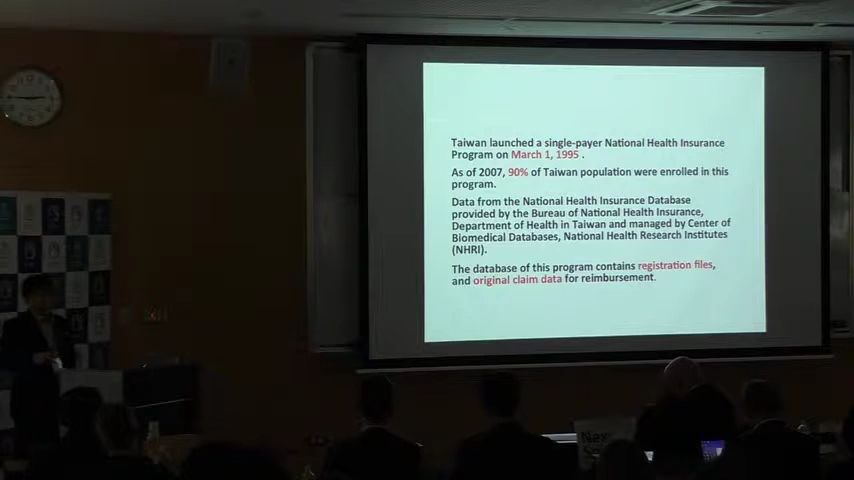 Taiwan launched a single-payer National Health Insurance
Program on March 1, 1995 .
As of 2007, 90% of Taiwan population were enrolled in this
program.
Data from the National Health Insurance Database
provided by the Bureau of National Health Insurance,
Department of Health in Taiwan and managed by Center of
Biomedical Databases, National Health Research Institutes
(NHRI).
The database of this program contains registration files,
and original claim data for reimbursement.